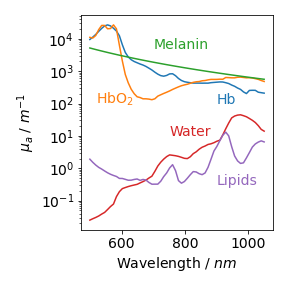 10⁴
10³
10²
10¹
10⁰
10⁻¹
μₐ / m⁻¹
Melanin
HbO₂
Hb
Water
Lipids
600 800 1000
Wavelength / nm